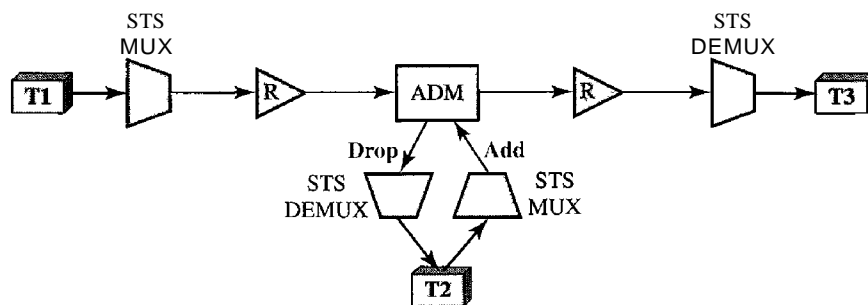 STS
MUX
STS
DEMUX
T1
R
ADM
R
T3
Drop
Add
STS
DEMUX
STS
MUX
T2